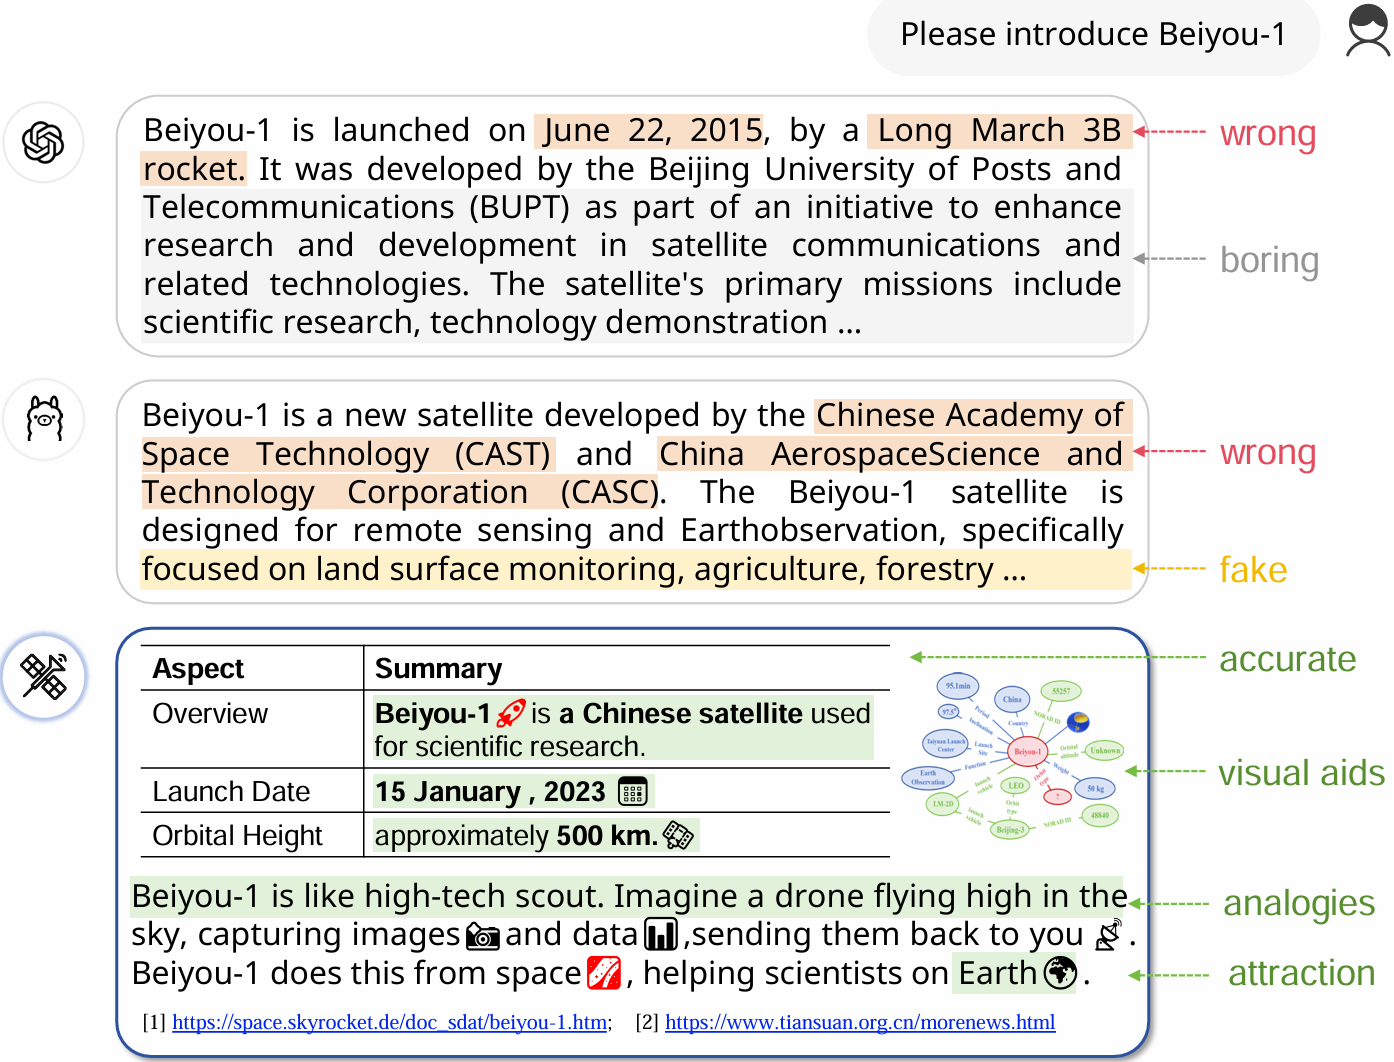 Please introduce Beiyou-1
Beiyou-1 is launched on June 22, 2015, by a Long March 3B
rocket. It was developed by the Beijing University of Posts and
Telecommunications (BUPT) as part of an initiative to enhance
research and development in satellite communications and
related technologies. The satellite's primary missions include
scientific research, technology demonstration ...
wrong
boring
Beiyou-1 is a new satellite developed by the Chinese Academy of
Space Technology (CAST) and China AerospaceScience and
Technology Corporation (CASC). The Beiyou-1 satellite is
designed for remote sensing and Earthobservation, specifically
focused on land surface monitoring, agriculture, forestry ...
wrong
fake
Aspect Summary
Overview Beiyou-1 is a Chinese satellite used
for scientific research.
Launch Date 15 January , 2023
Orbital Height approximately 500 km.
95.1min
China
55257
97.5°
Period
Inclination
Country
NORAD ID
Taiyuan Launch
Center
Launch
Site
Beiyou-1
Orbital
altitude
Unknown
Earth
Observation
Function
Weight
50 kg
launch
vehicle
LEO
Orbit
type
?
LM-2D
launch
vehicle
Orbit
type
Beijing-3
NORAD ID
48840
accurate
visual aids
Beiyou-1 is like high-tech scout. Imagine a drone flying high in the
sky, capturing images and data ,sending them back to you .
Beiyou-1 does this from space , helping scientists on Earth .
analogies
attraction
[1] https://space.skyrocket.de/doc_sdat/beiyou-1.htm; [2] https://www.tiansuan.org.cn/morenews.html